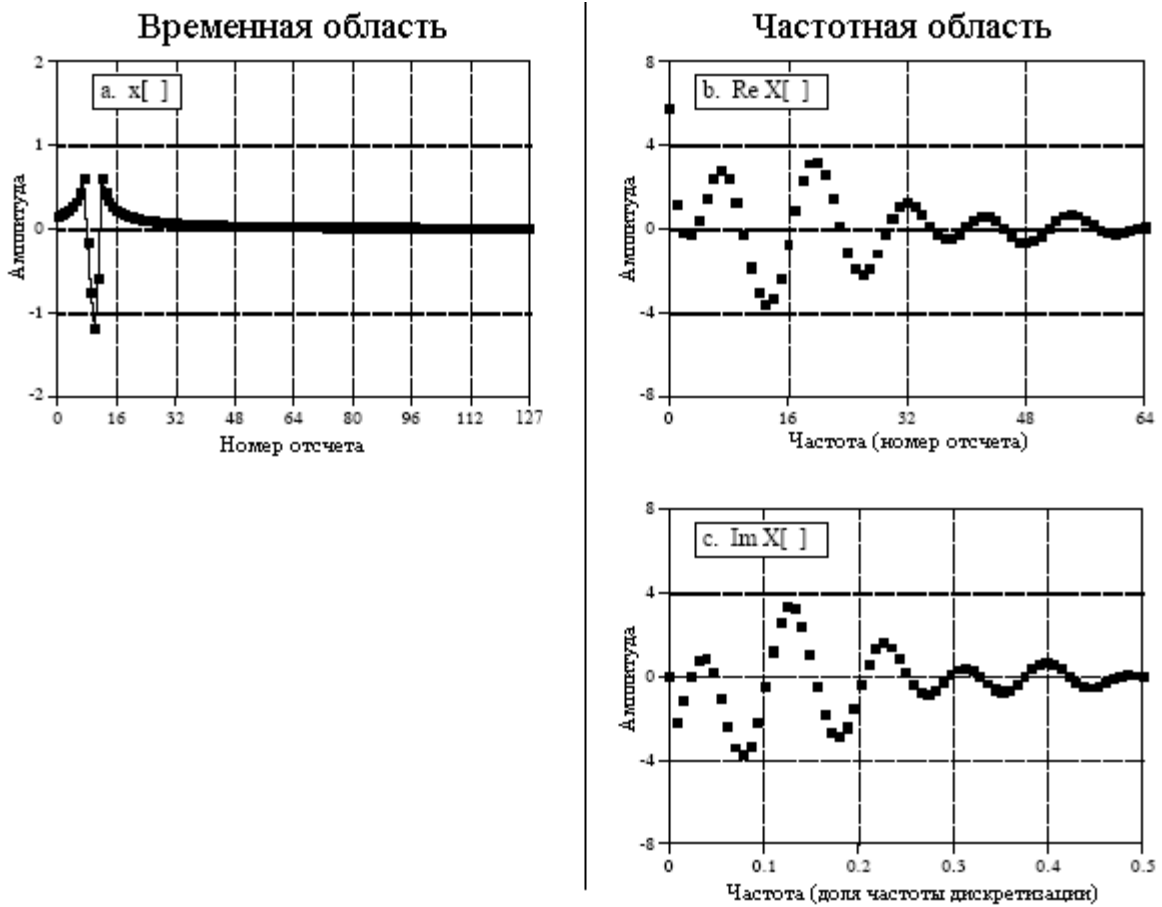 Временная область
Частотная область
a. x[ ]
2
1
0
-1
-2
Амплитуда
0 16 32 48 64 80 96 112 127
Номер отсчета
b. Re X[ ]
8
4
0
-4
-8
Амплитуда
0 16 32 48 64
Частота (номер отсчета)
c. Im X[ ]
8
4
0
-4
-8
Амплитуда
0 0.1 0.2 0.3 0.4 0.5
Частота (доля частоты дискретизации)